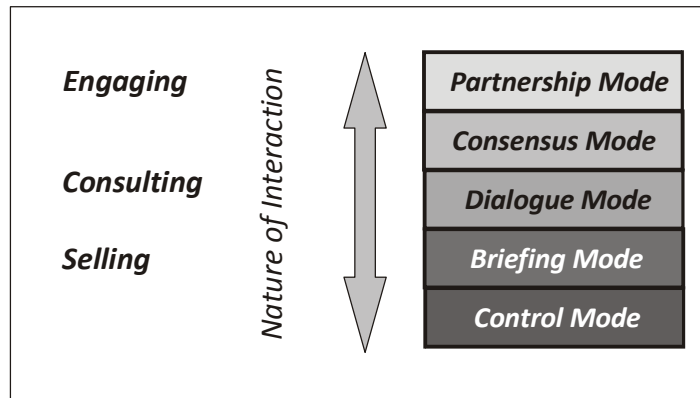 Engaging
Consulting
Selling
Nature of Interaction
Partnership Mode
Consensus Mode
Dialogue Mode
Briefing Mode
Control Mode